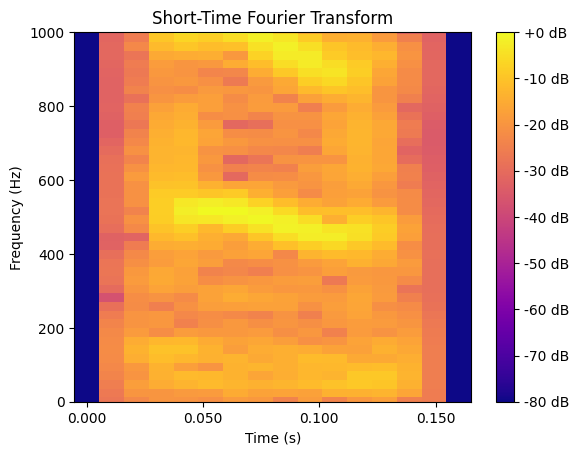 Short-Time Fourier Transform
1000
800
600
400
200
0
Frequency (Hz)
0.000
0.050
0.100
0.150
Time (s)
+0 dB
-10 dB
-20 dB
-30 dB
-40 dB
-50 dB
-60 dB
-70 dB
-80 dB